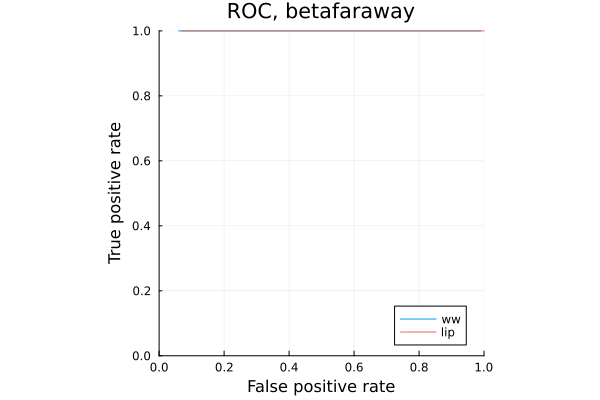 ROC, betafaraway
True positive rate
1.0
0.8
0.6
0.4
0.2
0.0
0.0 0.2 0.4 0.6 0.8 1.0
False positive rate
ww
lip